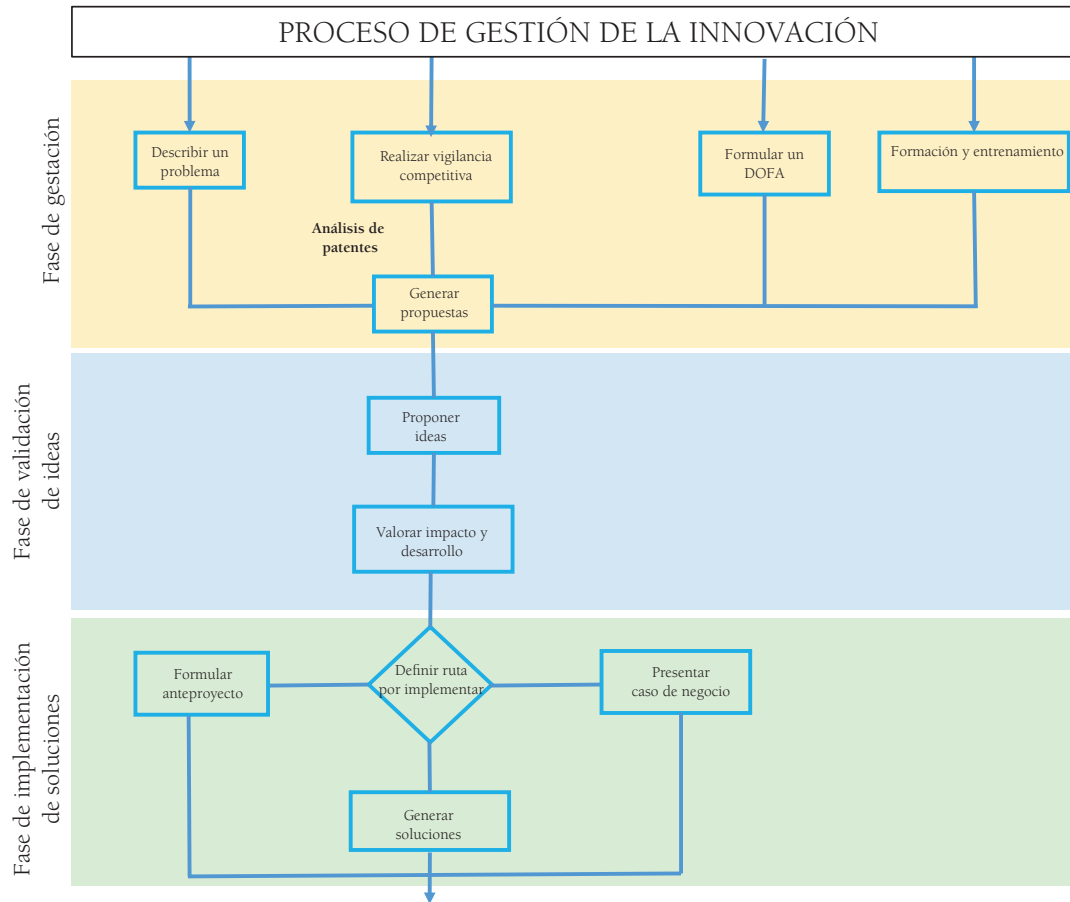 PROCESO DE GESTIÓN DE LA INNOVACIÓN
Fase de gestación
Describir un
problema
Realizar vigilancia
competitiva
Formular un
DOFA
Formación y entrenamiento
Análisis de
patentes
Generar
propuestas
Fase de validación
de ideas
Proponer
ideas
Valorar impacto y
desarrollo
Fase de implementación
de soluciones
Formular
anteproyecto
Definir ruta
por implementar
Presentar
caso de negocio
Generar
soluciones